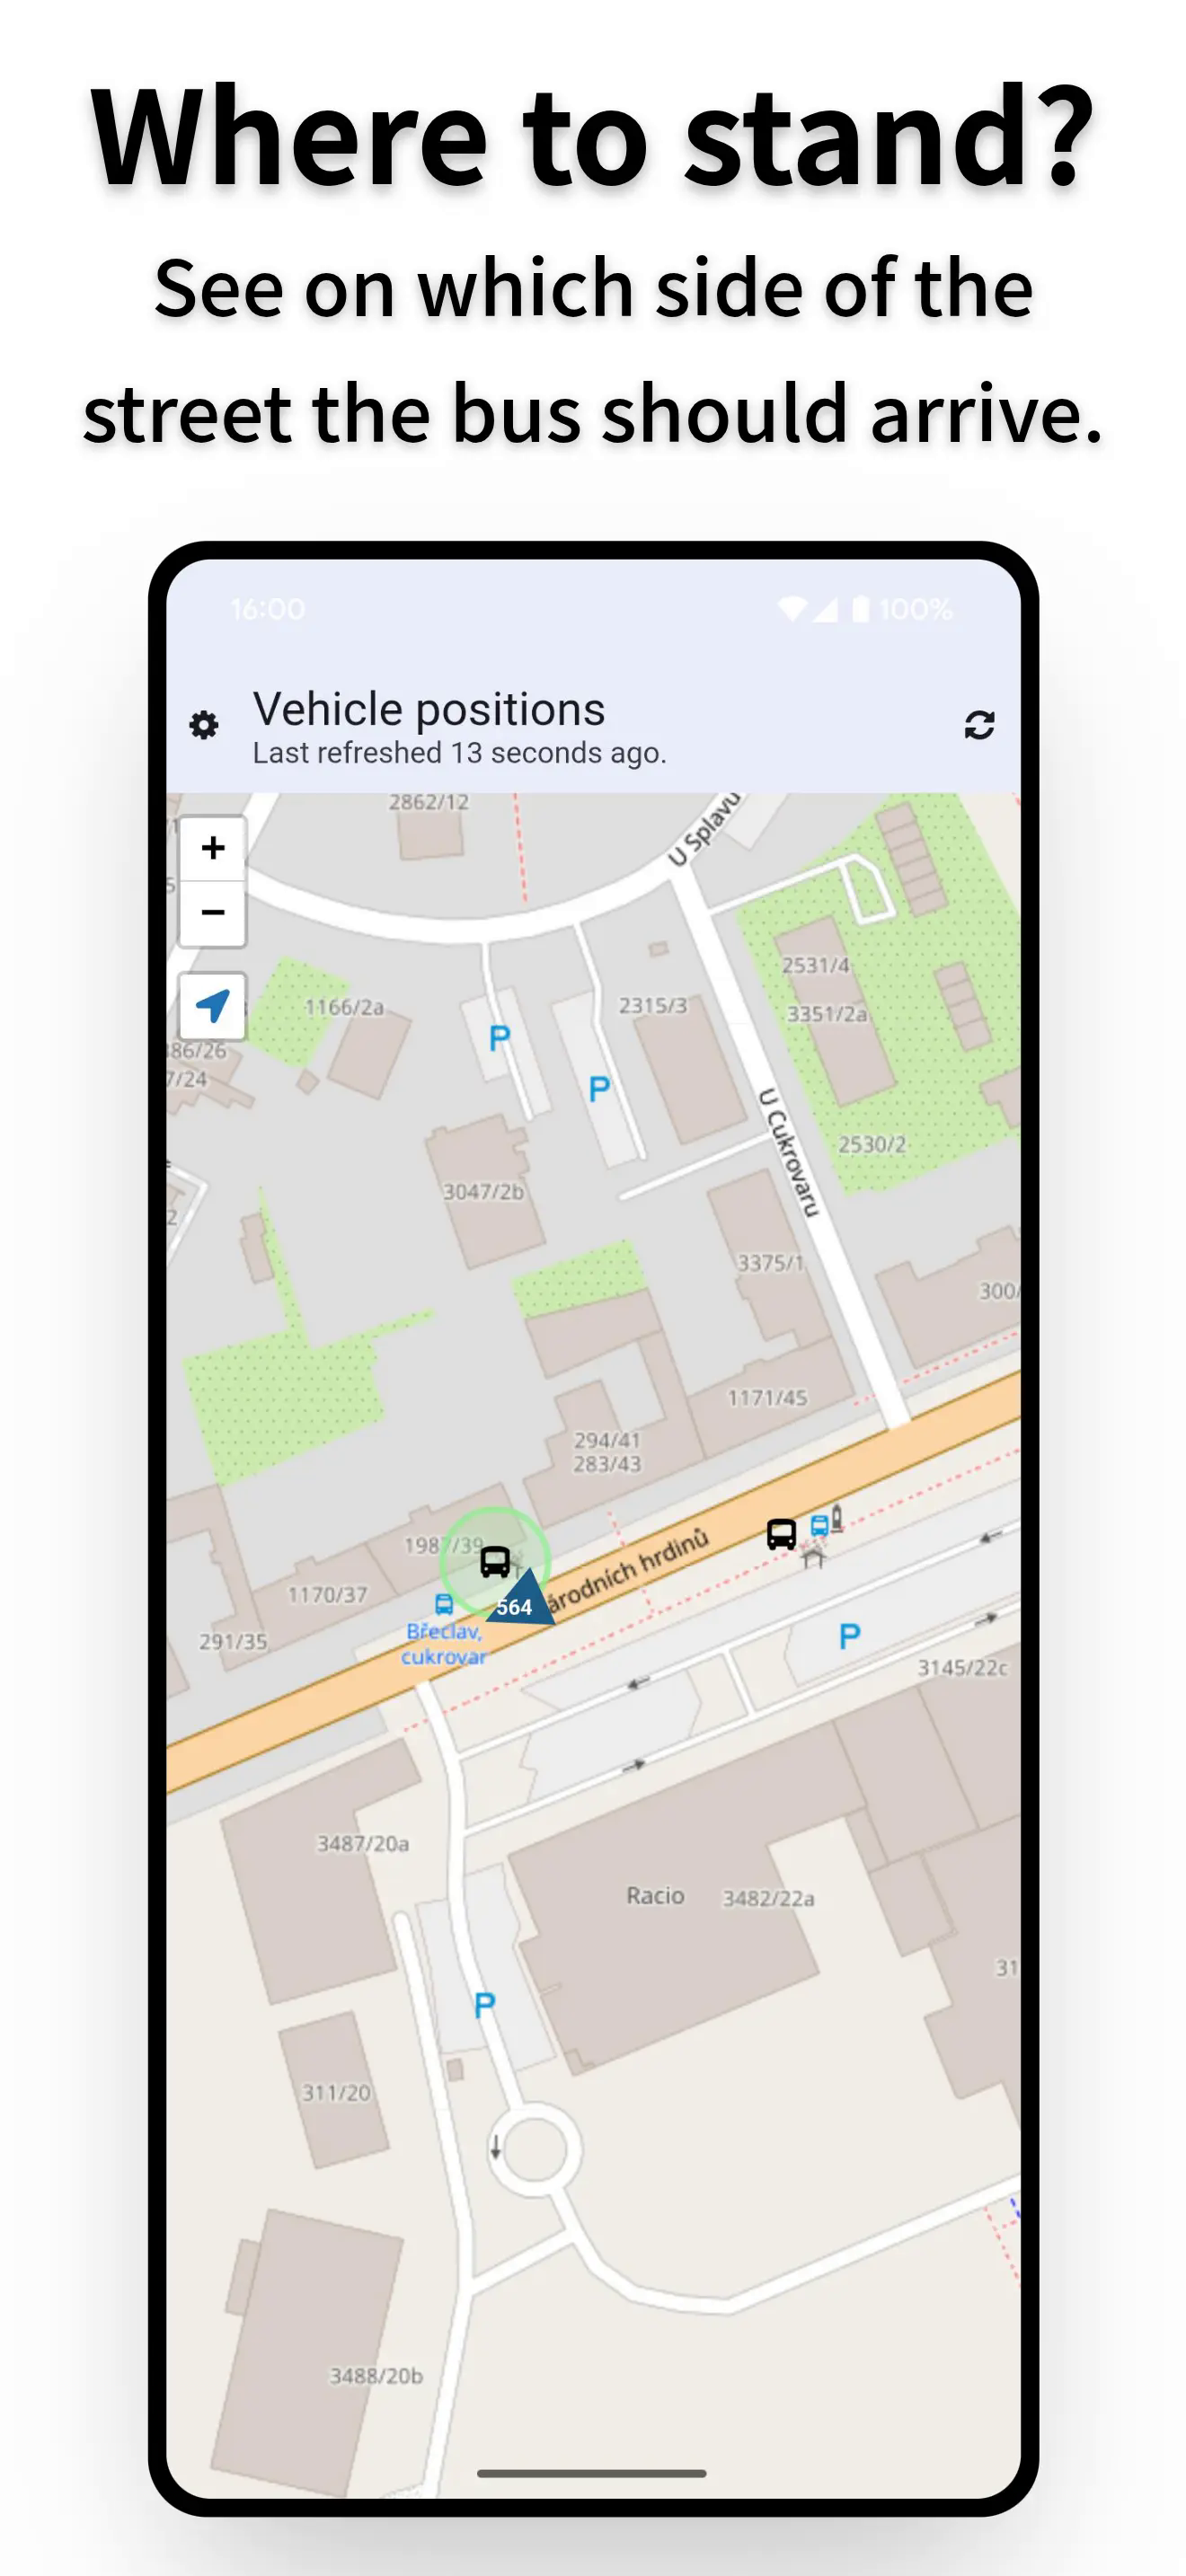 Where to stand?
See on which side of the
street the bus should arrive.
16:00
100%
Vehicle positions
Last refreshed 13 seconds ago.
2862/12
U Splavu
+
−
2531/4
3351/2a
1166/2a
2315/3
P
P
7/24
U Cukrovaru
2530/2
3047/2b
3375/1
300/
1171/45
294/41
283/43
1987/39
árodních hrdinů
1170/37
564
291/35
Břeclav,
cukrovar
P
3145/22c
3487/20a
Racio
3482/22a
31
P
311/20
3488/20b